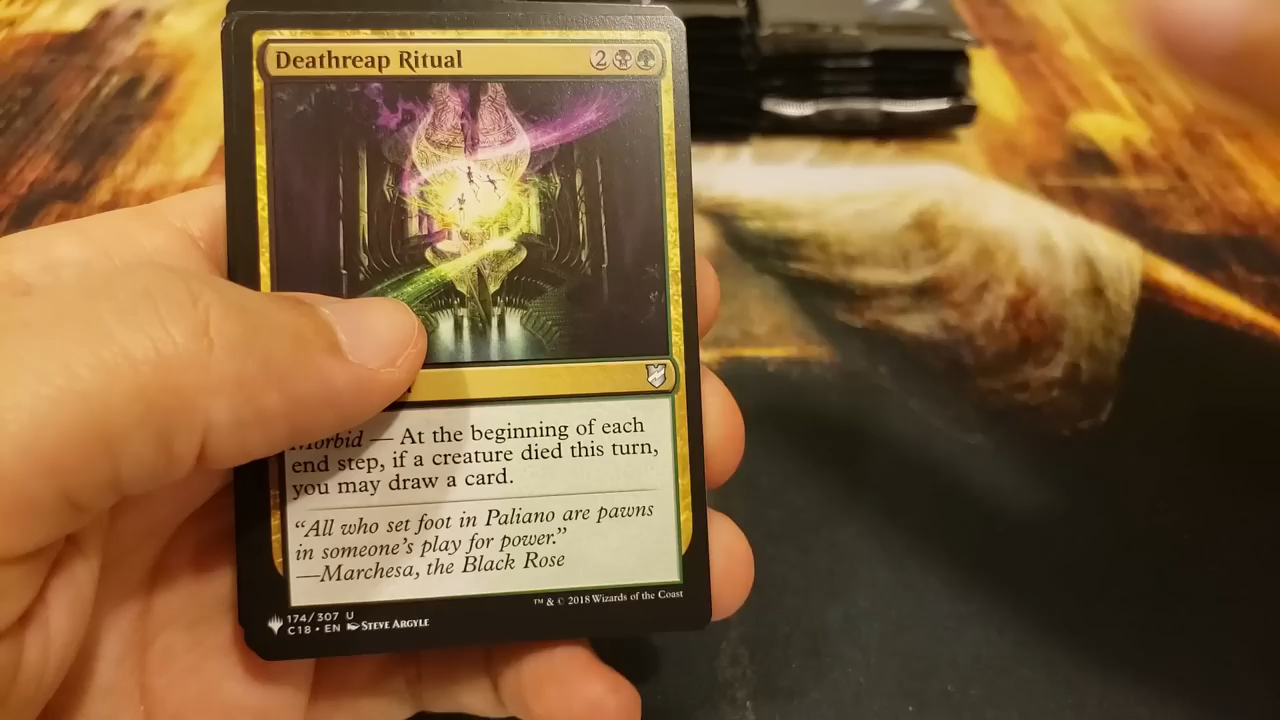 Deathreap Ritual 2
Morbid — At the beginning of each
end step, if a creature died this turn,
you may draw a card.
“All who set foot in Paliano are pawns
in someone's play for power.”
—Marchesa, the Black Rose
174/307 U
C18 • EN Steve Argyle
™ & © 2018 Wizards of the Coast